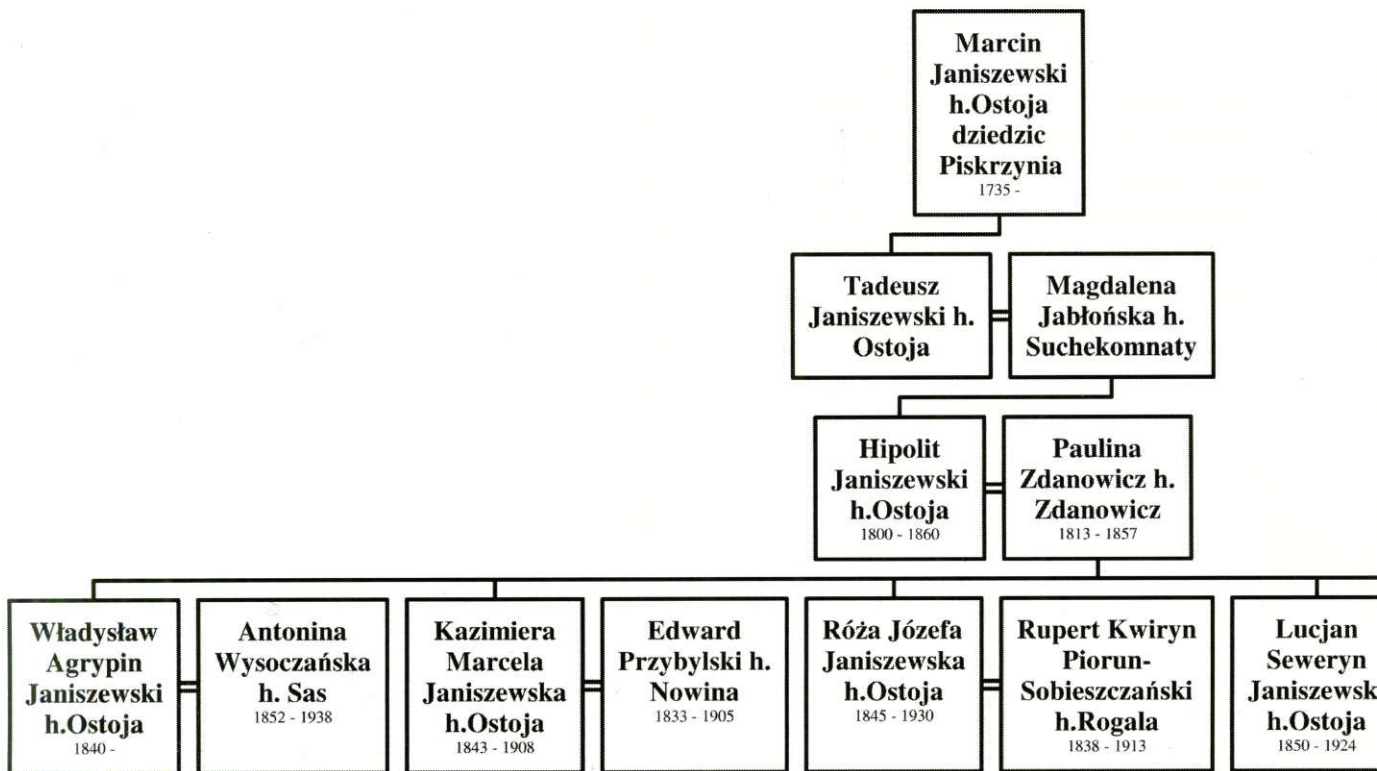 Marcin
Janiszewski
h.Ostoja
dziedzic
Piskrzynia
1735 -
Tadeusz
Janiszewski h.
Ostoja
Magdalena
Jabłońska h.
Suchekomnaty
Hipolit
Janiszewski
h.Ostoja
1800 - 1860
Paulina
Zdanowicz h.
Zdanowicz
1813 - 1857
Władysław
Agrypin
Janiszewski
h.Ostoja
1840 -
Antonina
Wysoczańska
h. Sas
1852 - 1938
Kazimiera
Marcela
Janiszewska
h.Ostoja
1843 - 1908
Edward
Przybylski h.
Nowina
1833 - 1905
Róża Józefa
Janiszewska
h.Ostoja
1845 - 1930
Rupert Kwiryn
Piorun-
Sobieszczański
h.Rogala
1838 - 1913
Lucjan
Seweryn
Janiszewsk
h.Ostoja
1850 - 1924